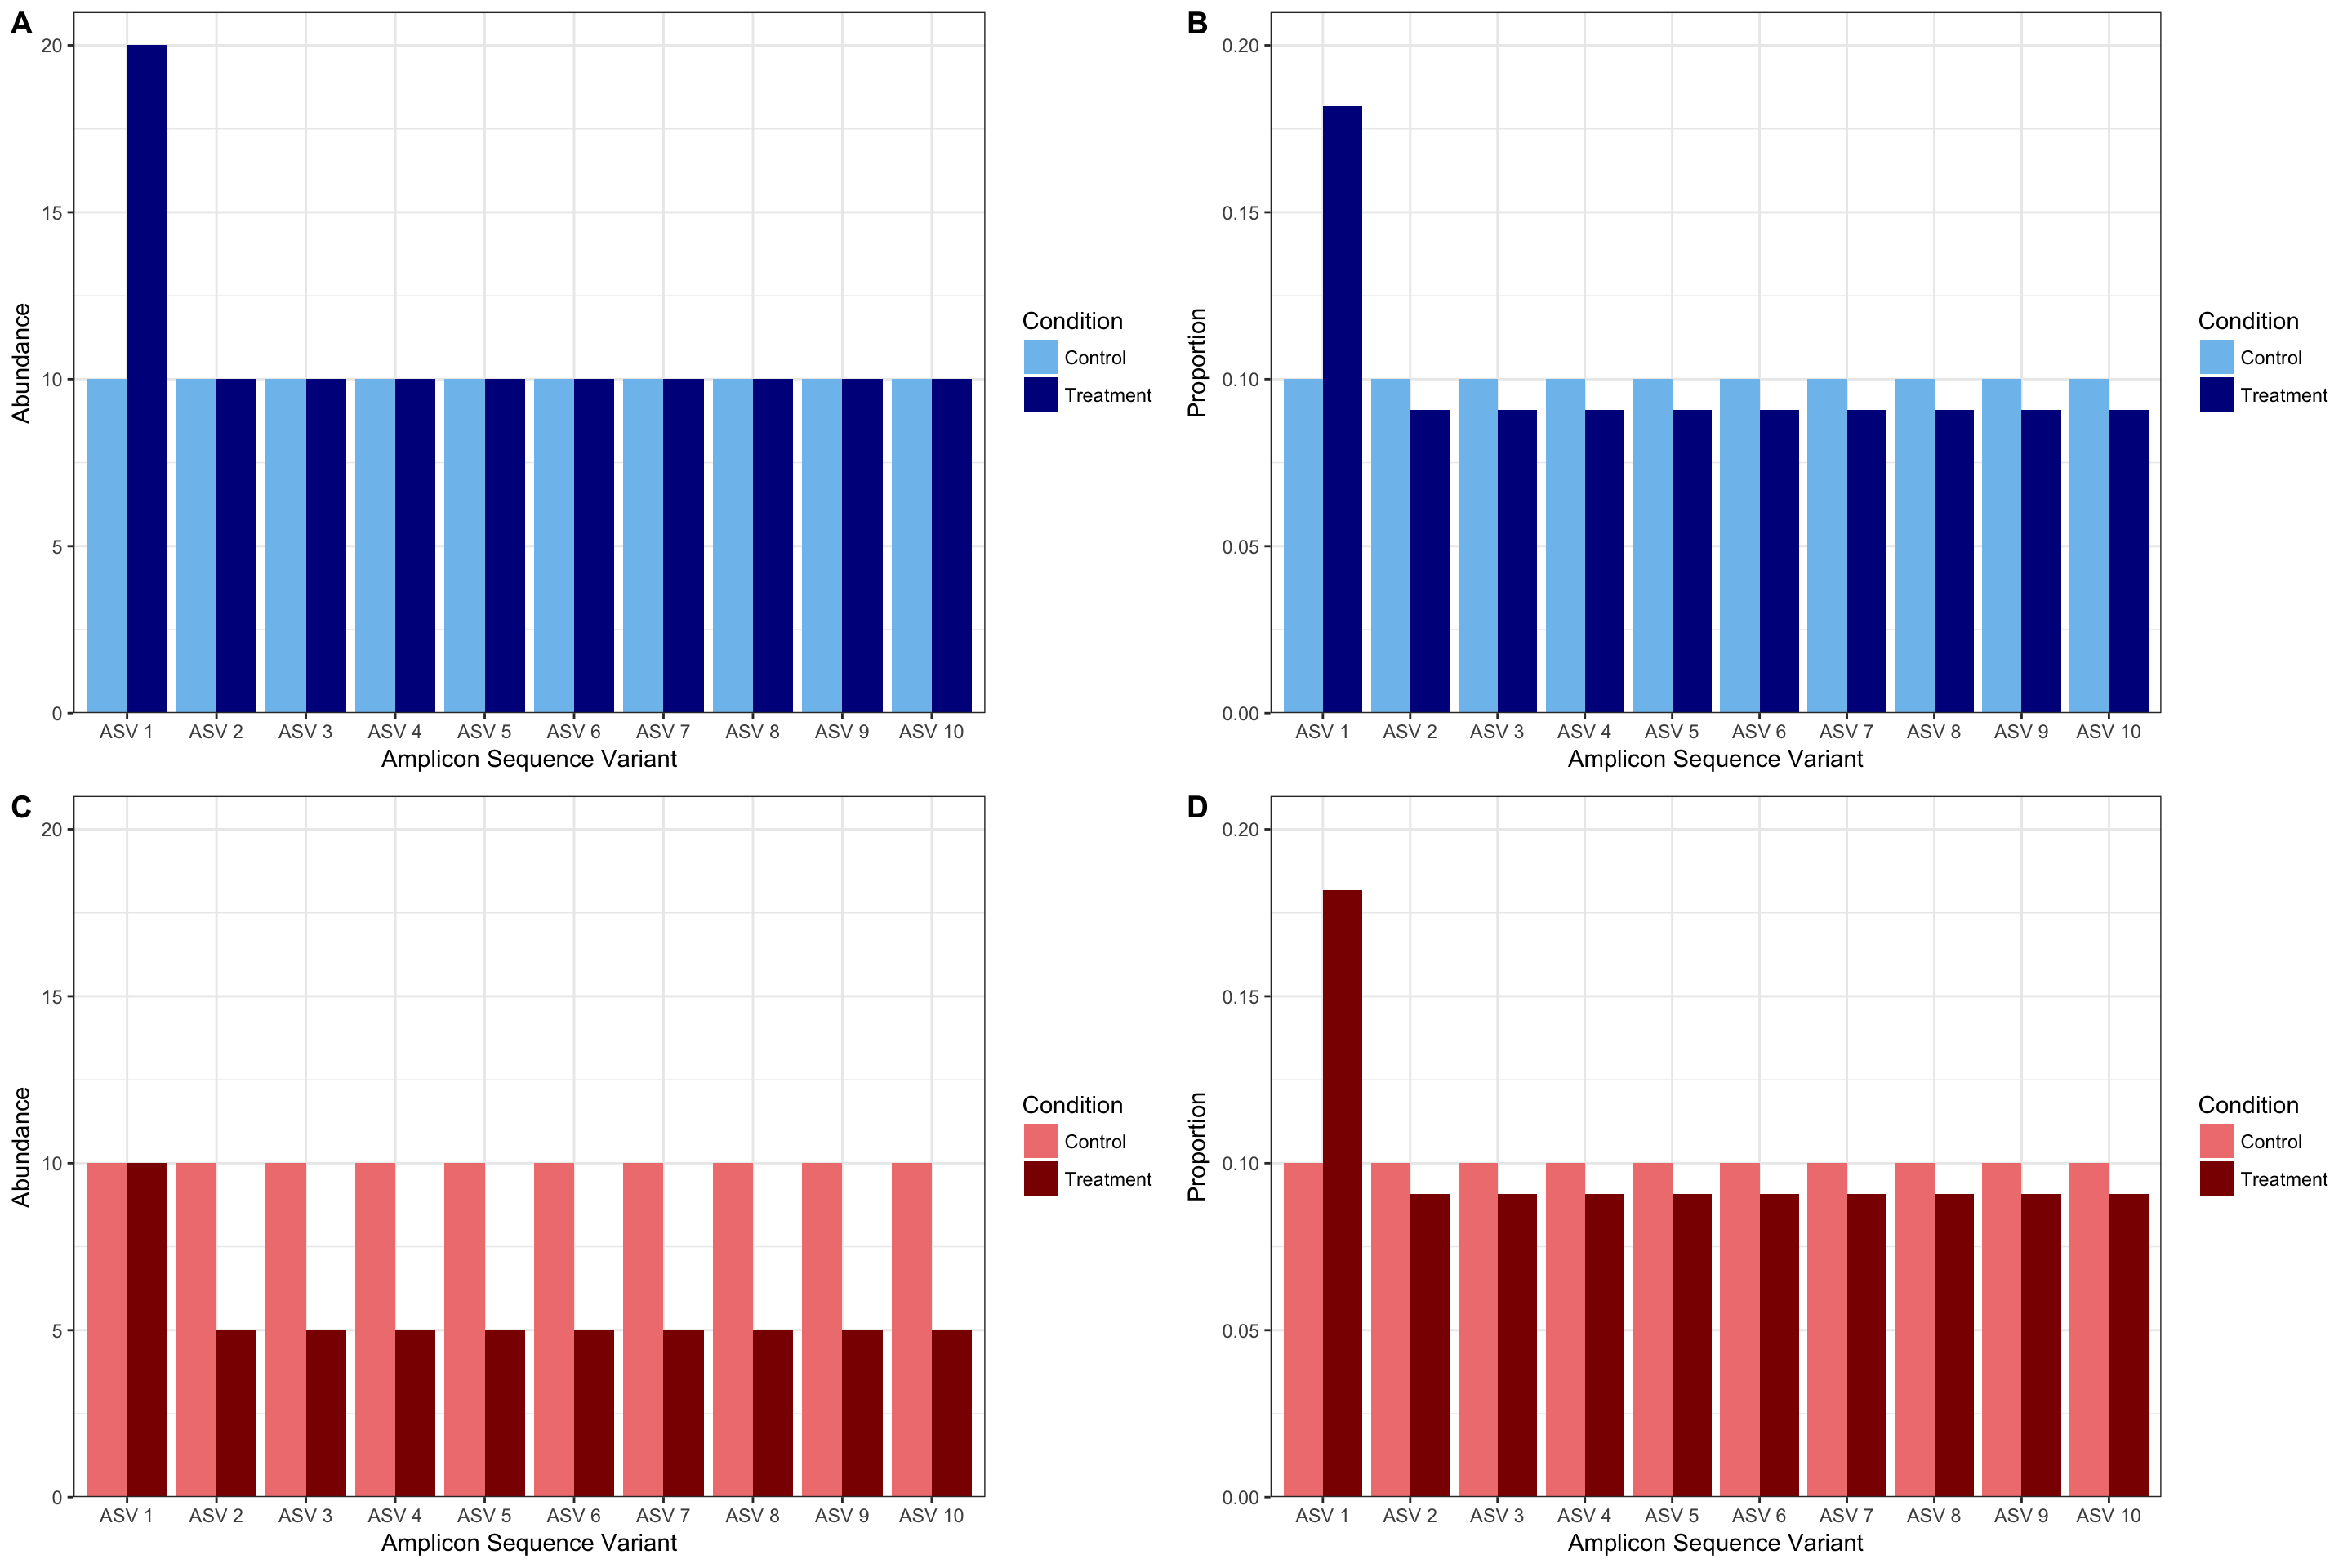 A
Abundance
20
15
10
5
0
ASV 1 ASV 2 ASV 3 ASV 4 ASV 5 ASV 6 ASV 7 ASV 8 ASV 9 ASV 10
Amplicon Sequence Variant
Condition
Control
Treatment
B
Proportion
0.20
0.15
0.10
0.05
0.00
ASV 1 ASV 2 ASV 3 ASV 4 ASV 5 ASV 6 ASV 7 ASV 8 ASV 9 ASV 10
Amplicon Sequence Variant
Condition
Control
Treatment
C
Abundance
20
15
10
5
0
ASV 1 ASV 2 ASV 3 ASV 4 ASV 5 ASV 6 ASV 7 ASV 8 ASV 9 ASV 10
Amplicon Sequence Variant
Condition
Control
Treatment
D
Proportion
0.20
0.15
0.10
0.05
0.00
ASV 1 ASV 2 ASV 3 ASV 4 ASV 5 ASV 6 ASV 7 ASV 8 ASV 9 ASV 10
Amplicon Sequence Variant
Condition
Control
Treatment